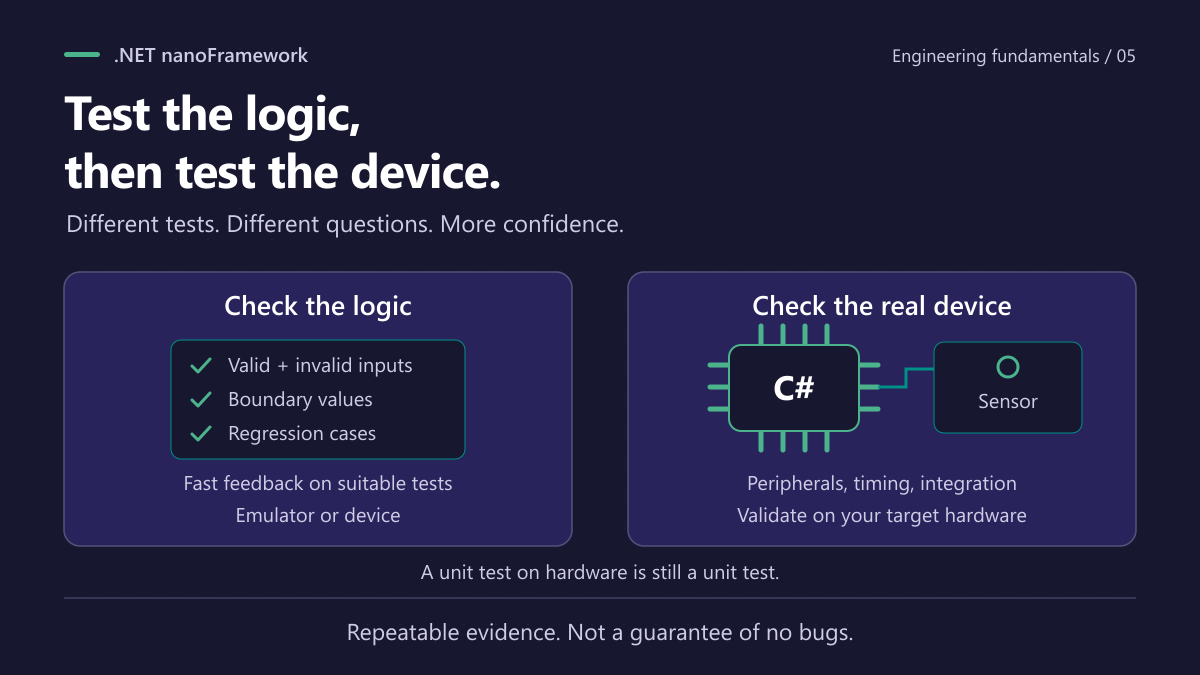 .NET nanoFramework
Engineering fundamentals / 05
Test the logic,
then test the device.
Different tests. Different questions. More confidence.
Check the logic
Valid + invalid inputs
Boundary values
Regression cases
Fast feedback on suitable tests
Emulator or device
Check the real device
C#
Sensor
Peripherals, timing, integration
Validate on your target hardware
A unit test on hardware is still a unit test.
Repeatable evidence. Not a guarantee of no bugs.